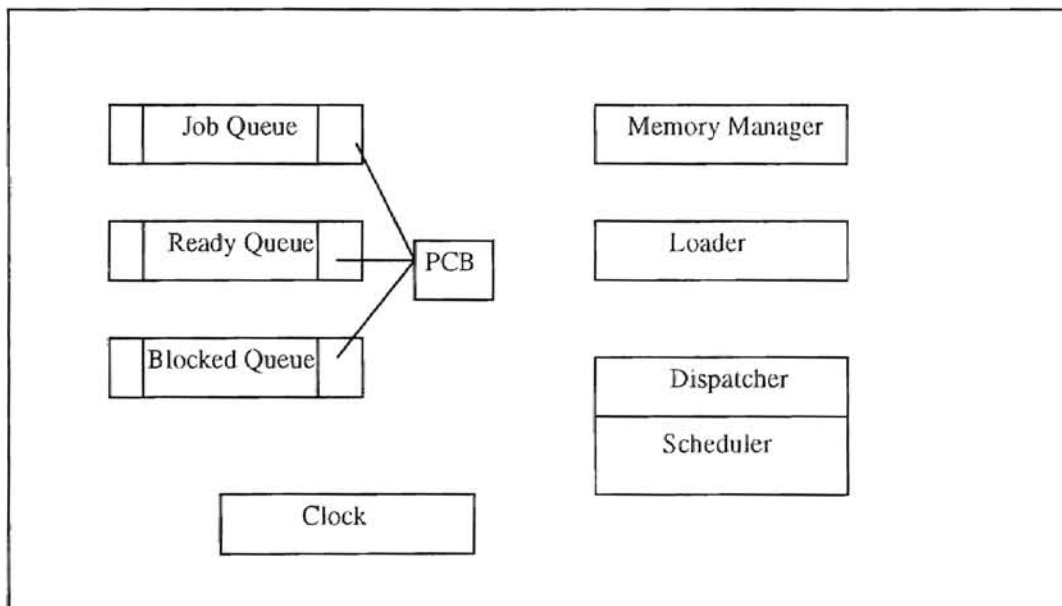 Job Queue
Memory Manager
Ready Queue
PCB
Loader
Blocked Queue
Dispatcher
Scheduler
Clock